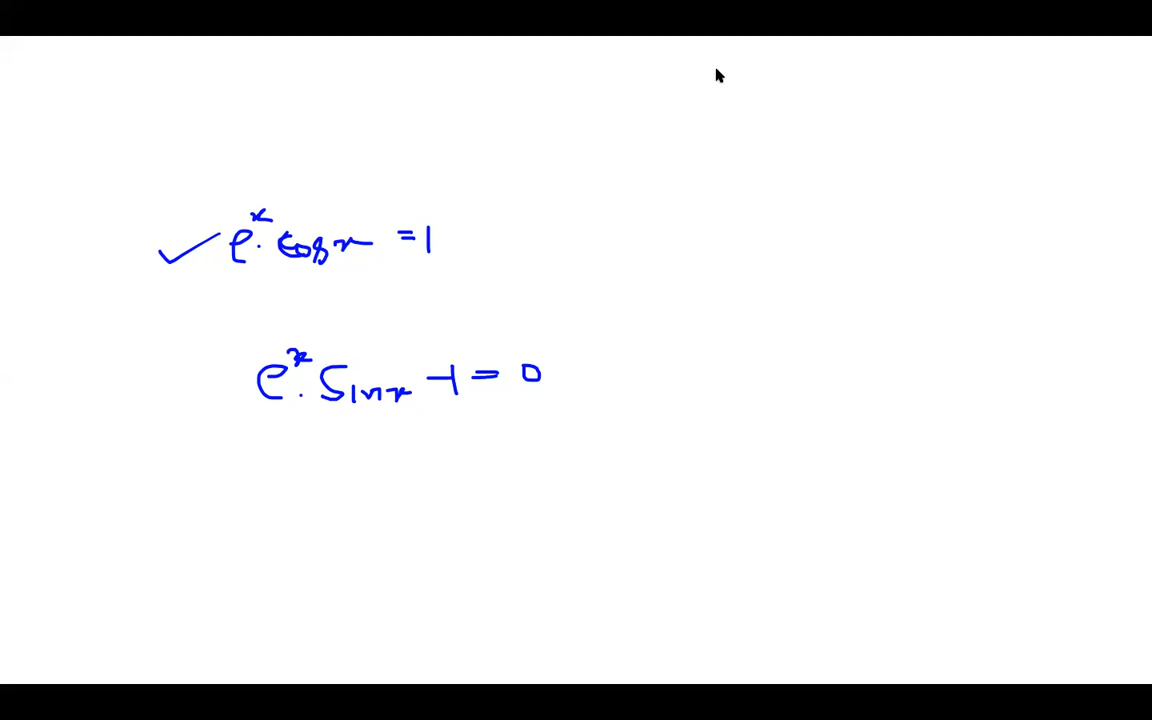 e^x · cos x = 1
e^x · sin x - 1 = 0